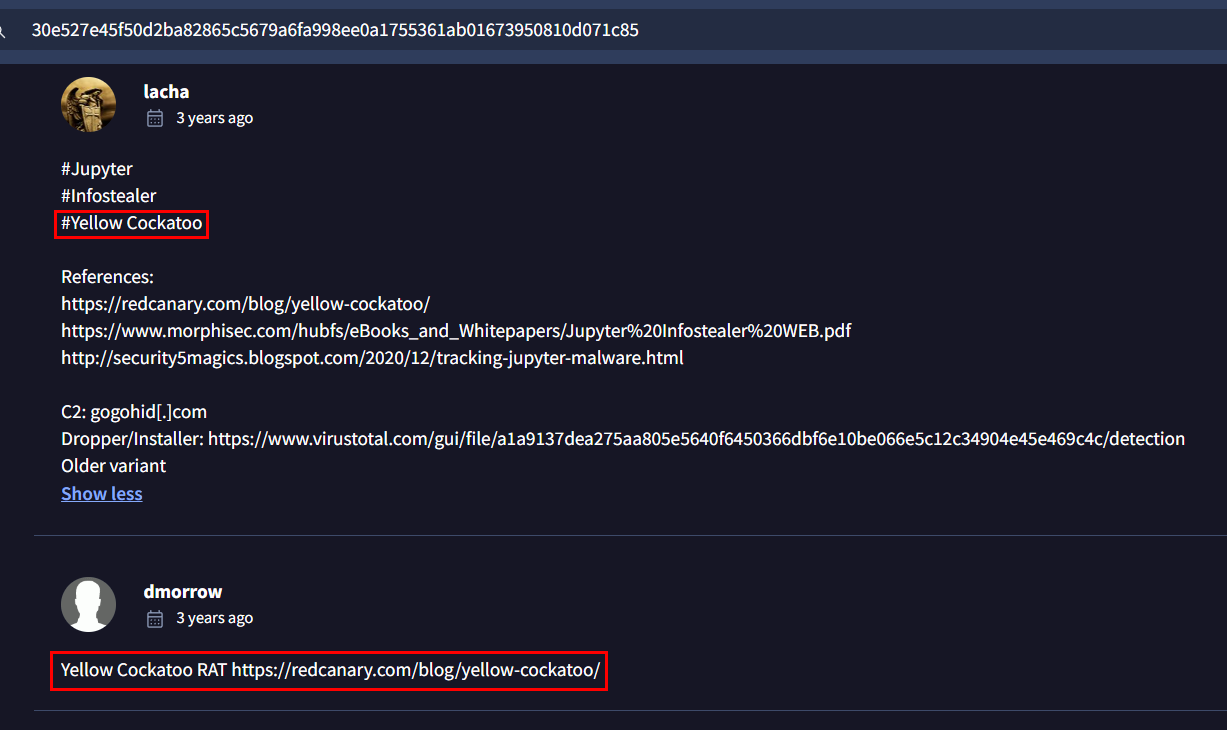 30e527e45f50d2ba82865c5679a6fa998ee0a1755361ab01673950810d071c85
lacha
3 years ago
#Jupyter
#Infostealer
#Yellow Cockatoo
References:
https://redcanary.com/blog/yellow-cockatoo/
https://www.morphisec.com/hubfs/eBooks_and_Whitepapers/Jupyter%20Infostealer%20WEB.pdf
http://security5magics.blogspot.com/2020/12/tracking-jupyter-malware.html
C2: gogohid[.]com
Dropper/Installer: https://www.virustotal.com/gui/file/a1a9137dea275aa805e5640f6450366dbf6e10be066e5c12c34904e45e469c4c/detection
Older variant
Show less
dmorrow
3 years ago
Yellow Cockatoo RAT https://redcanary.com/blog/yellow-cockatoo/